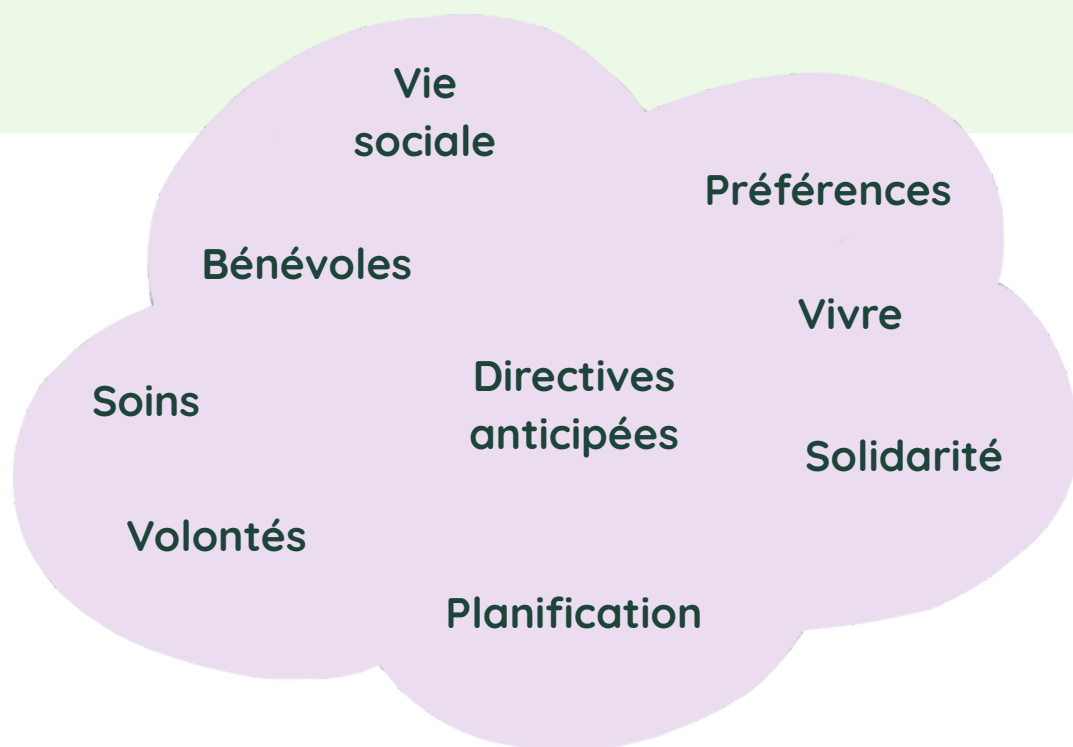 Vie
sociale
Préférences
Bénévoles
Vivre
Directives
anticipées
Soins
Solidarité
Volontés
Planification